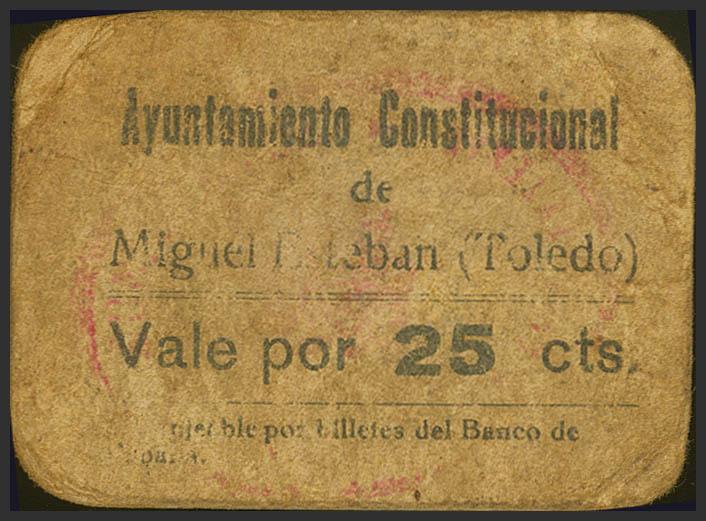 Ayuntamiento Constitucional
de
Miguel Esteban (Toledo)
Vale por 25 cts.
por billetes del Banco de